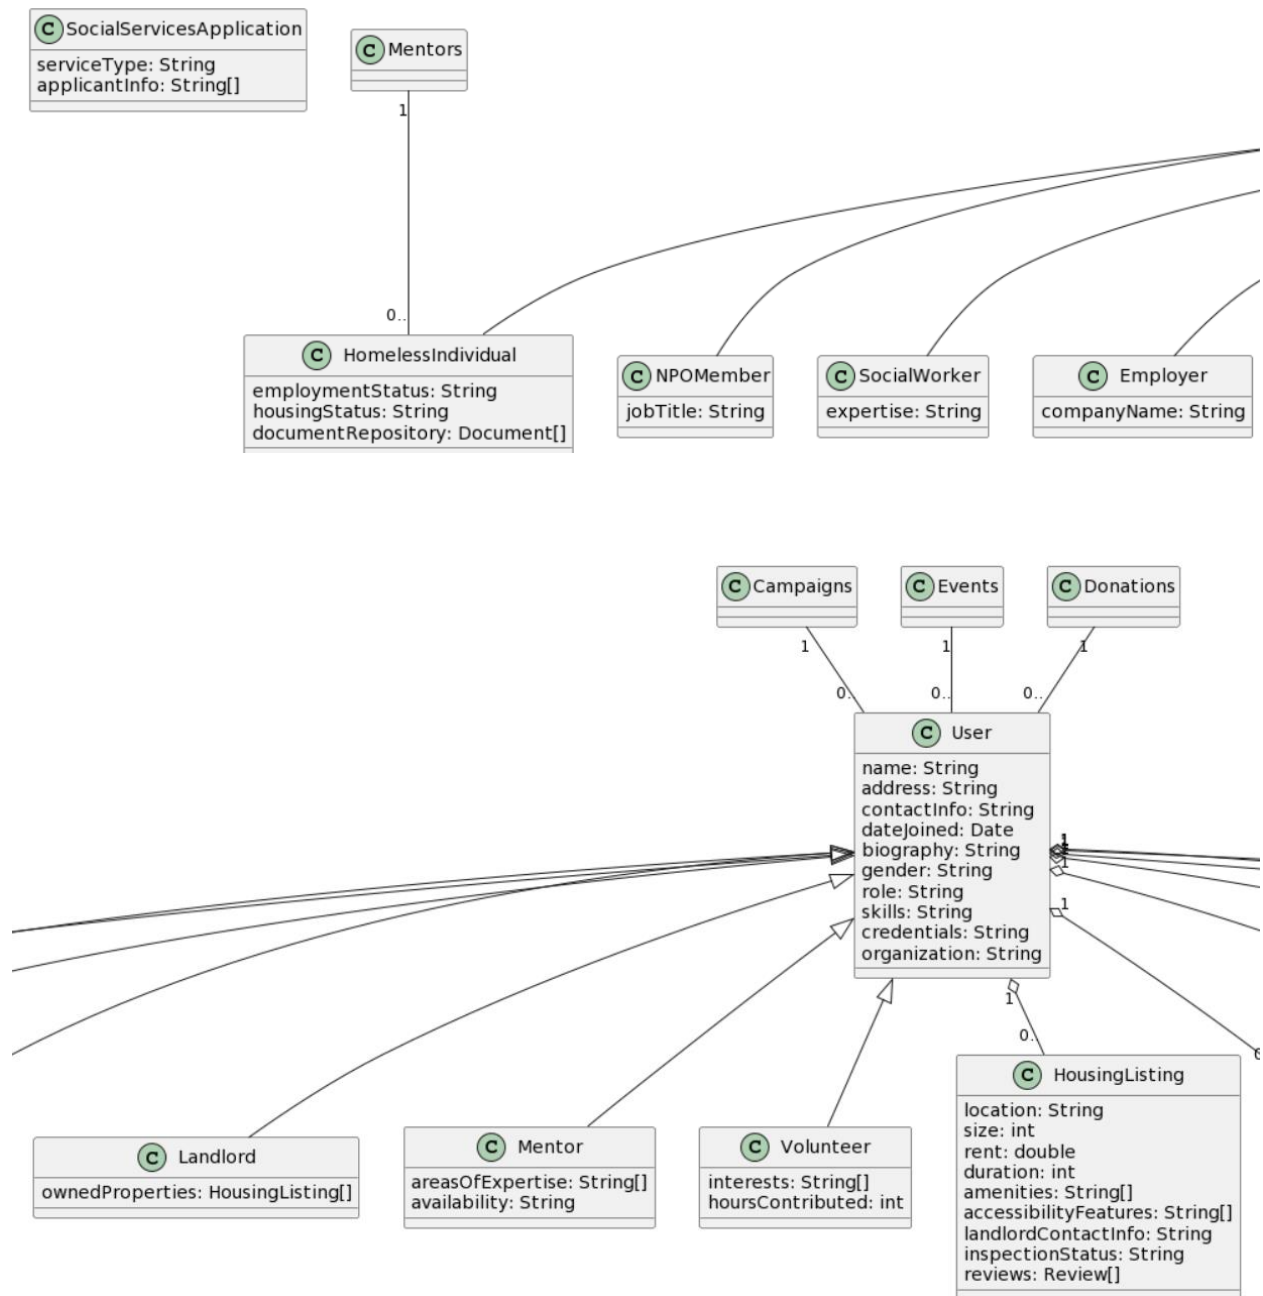 C SocialServicesApplication
serviceType: String
applicantInfo: String[]
C Mentors
1
0..
C HomelessIndividual
employmentStatus: String
housingStatus: String
documentRepository: Document[]
C NPOMember
jobTitle: String
C SocialWorker
expertise: String
C Employer
companyName: String
C Campaigns
C Events
C Donations
1
1
1
0.
0..
0..
C User
name: String
address: String
contactInfo: String
dateJoined: Date
biography: String
gender: String
role: String
skills: String
credentials: String
organization: String
1
1
1
1
0.
C Landlord
ownedProperties: HousingListing[]
C Mentor
areasOfExpertise: String[]
availability: String
C Volunteer
interests: String[]
hoursContributed: int
C HousingListing
location: String
size: int
rent: double
duration: int
amenities: String[]
accessibilityFeatures: String[]
landlordContactInfo: String
inspectionStatus: String
reviews: Review[]